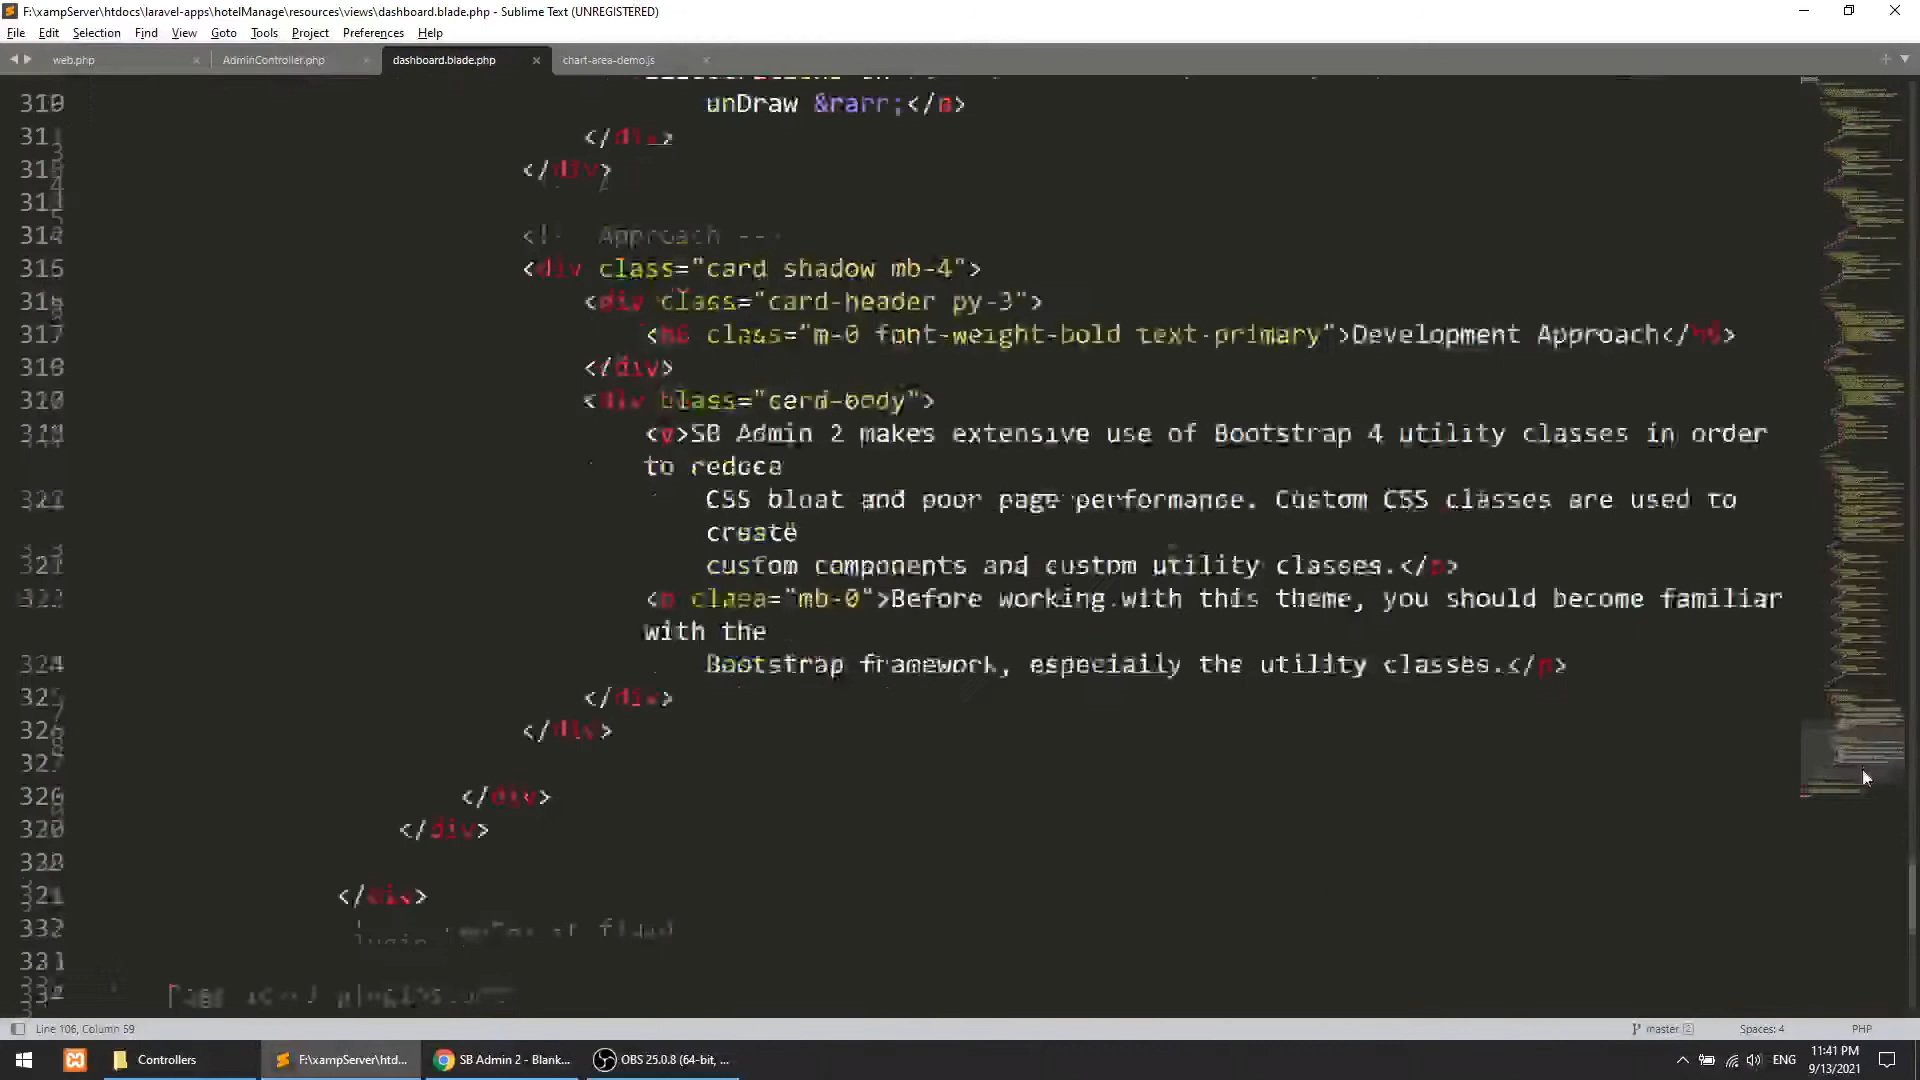 F:\xampServer\htdocs\laravel-apps\hotelManage\resources\views\dashboard.blade.php - Sublime Text (UNREGISTERED)
File Edit Selection Find View Goto Tools Project Preferences Help
web.php AdminController.php dashboard.blade.php chart-area-demo.js
unDraw &rarr;</a>
</div>
</div>
Approach
<div class="card shadow mb-4">
<div class="card-header py-3">
317 <h6 class="m-0 font-weight-bold text-primary">Development Approach</h6>
</div>
<div class="card-body">
SB Admin 2 makes extensive use of Bootstrap 4 utility classes in order
to
CSS bloat and poor page performance. Custom CSS classes are used to
create
custom components and custom utility classes.</p>
"mb-0">Before working with this theme, you should become familiar
with the
Bootstrap framework, utility classes.</p>
</div>
</div>
</div>
</div>
</div>
Line 106, Column 59 master 2 Spaces: 4 PHP
Controllers F:\xampServer\htd... SB Admin 2 - Blank... OBS 25.0.8 (64-bit, ... ENG 11:41 PM
9/13/2021